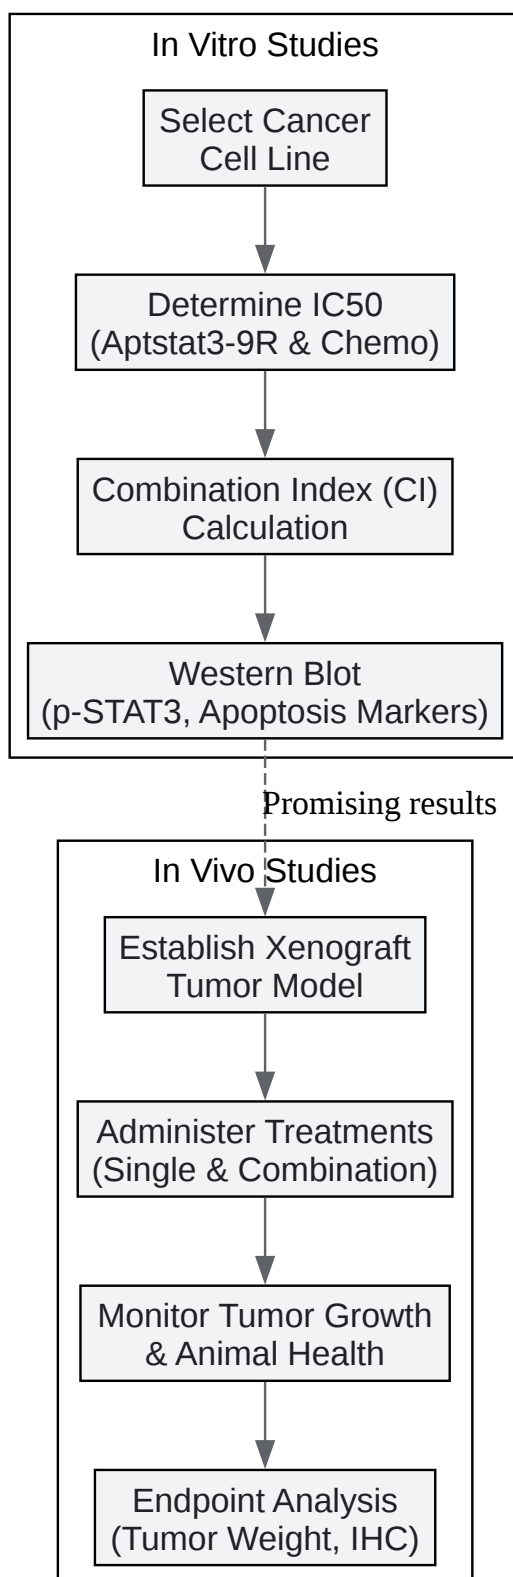 In Vitro Studies
Select Cancer
Cell Line
Determine IC50
(Aptstat3-9R & Chemo)
Combination Index (CI)
Calculation
Western Blot
(p-STAT3, Apoptosis Markers)
Promising results
In Vivo Studies
Establish Xenograft
Tumor Model
Administer Treatments
(Single & Combination)
Monitor Tumor Growth
& Animal Health
Endpoint Analysis
(Tumor Weight, IHC)